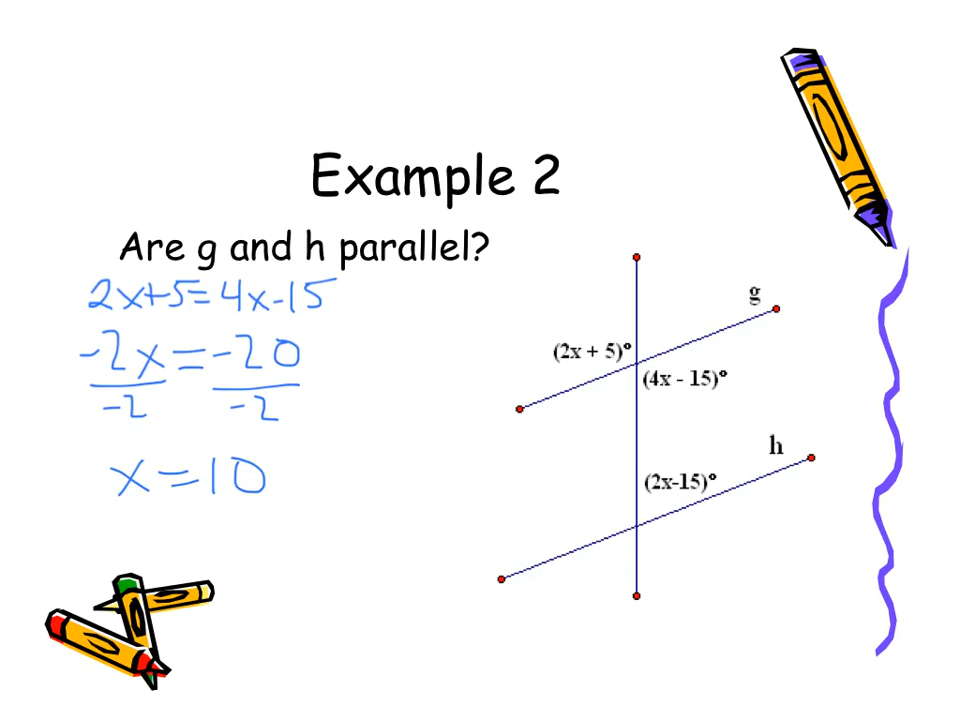 Example 2
Are g and h parallel?
2x+5=4x-15
-2x=-20
-2 -2
x=10
g
(2x + 5)°
(4x - 15)°
h
(2x-15)°